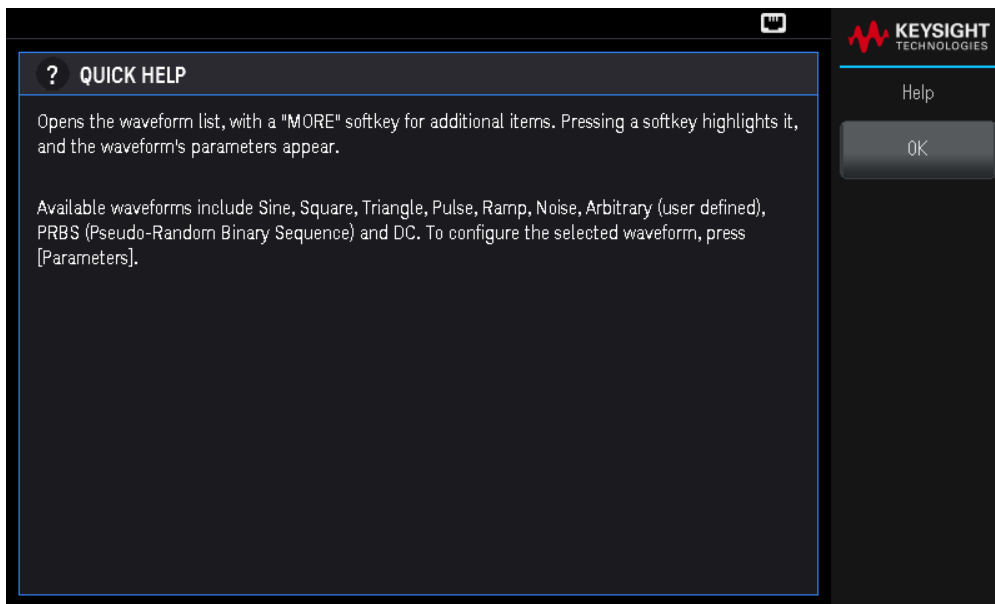 KEYSIGHT
TECHNOLOGIES
? QUICK HELP
Help
Opens the waveform list, with a "MORE" softkey for additional items. Pressing a softkey highlights it,
and the waveform's parameters appear.
OK
Available waveforms include Sine, Square, Triangle, Pulse, Ramp, Noise, Arbitrary (user defined),
PRBS (Pseudo-Random Binary Sequence) and DC. To configure the selected waveform, press
[Parameters].